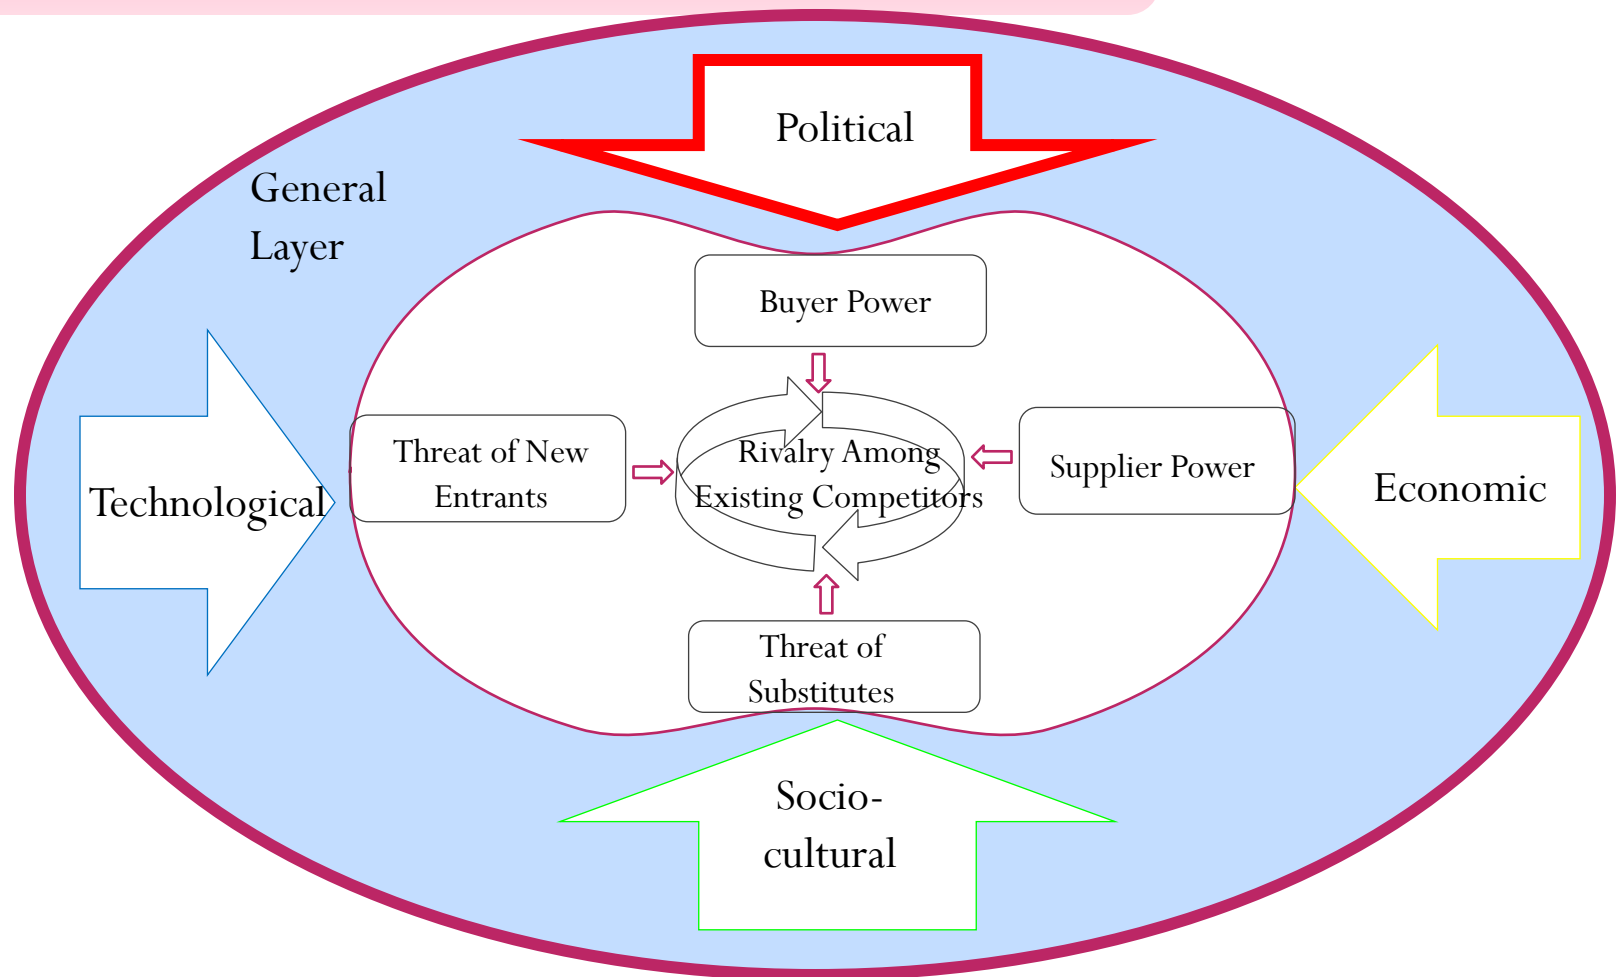 Political
General
Layer
Buyer Power
Threat of New
Entrants
Rivalry Among
Existing Competitors
Supplier Power
Technological
Economic
Threat of
Substitutes
Socio-
cultural